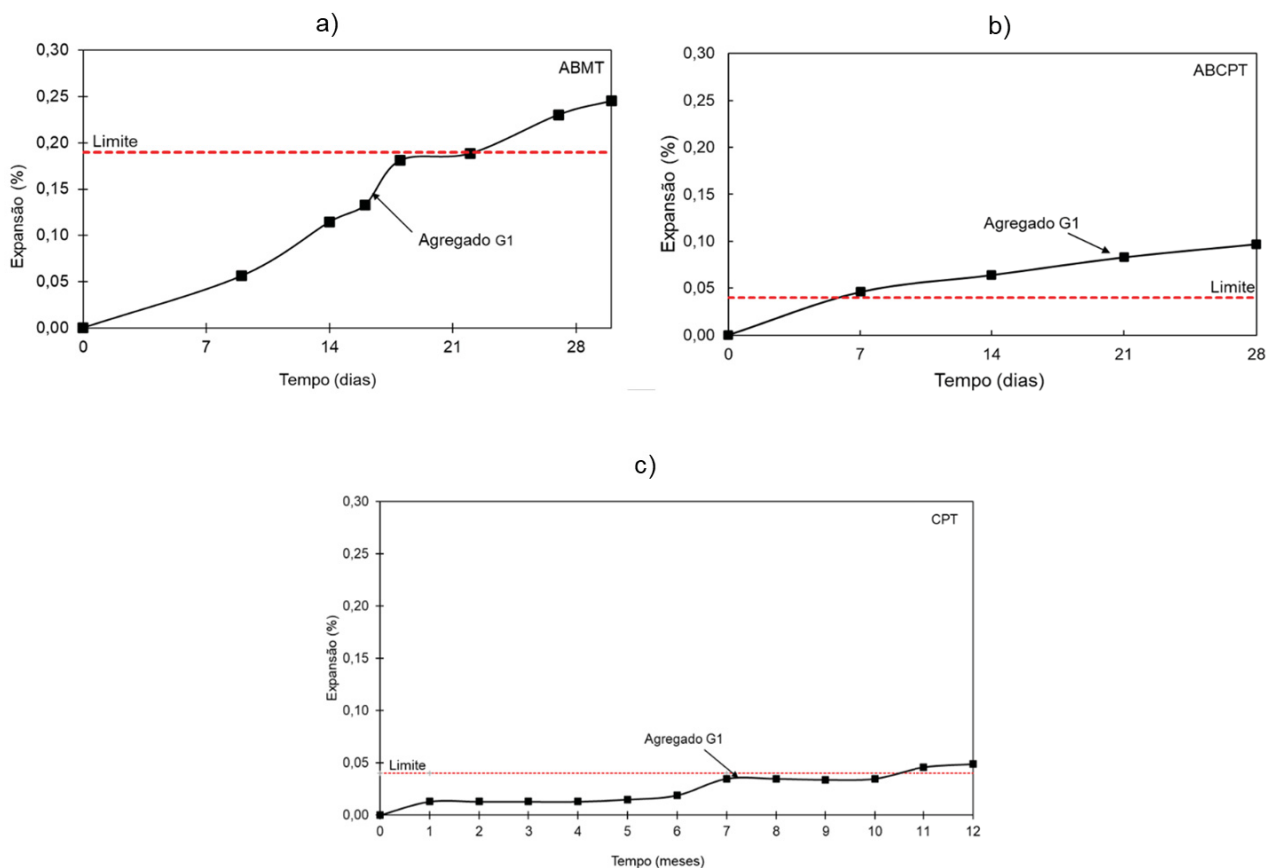 a)
0,30
ABMT
0,25
0,20
Limite
0,15
Expansão (%)
0,10
Agregado G1
0,05
0,00
0 7 14 21 28
Tempo (dias)
b)
0,30
ABCPT
0,25
0,20
0,15
Expansão (%)
Agregado G1
0,10
0,05
Limite
0,00
0 7 14 21 28
Tempo (dias)
c)
0,30
CPT
0,25
0,20
0,15
Expansão (%)
0,10
Agregado G1
0,05
Limite
0,00
0 1 2 3 4 5 6 7 8 9 10 11 12
Tempo (meses)